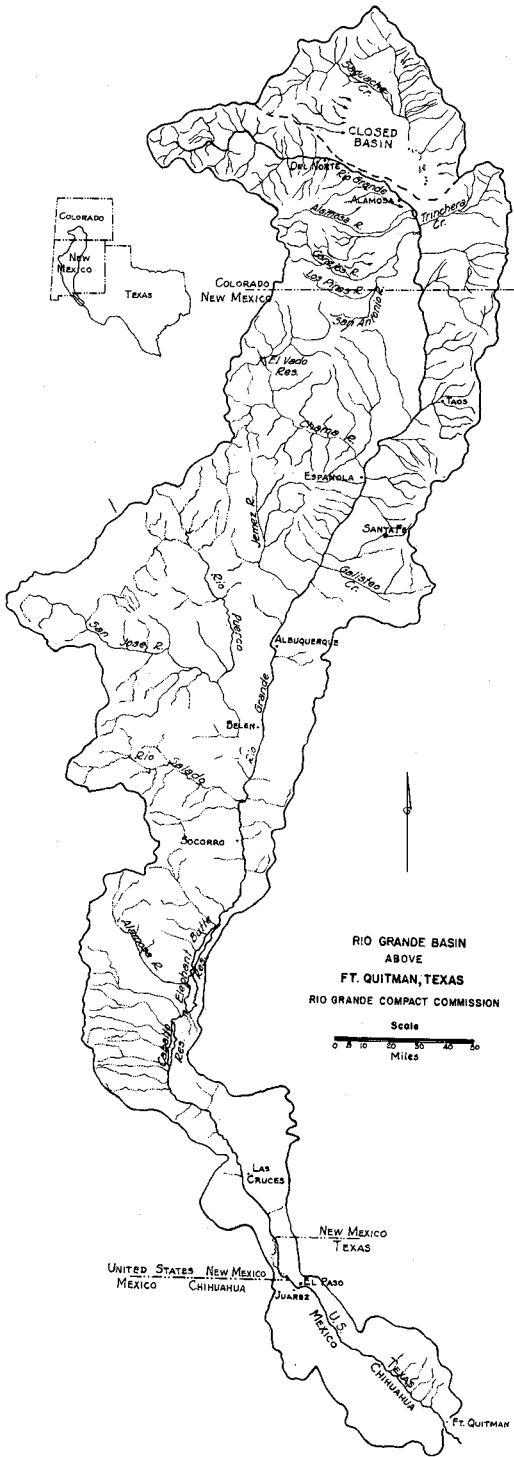 Saguache
Cr.
CLOSED
BASIN
DEL NORTE
Rio Grande
ALAMOSA
Trinchera
Cr.
Alamosa R.
Conejos R.
Los Pinos R.
San Antonio R.
COLORADO
NEW MEXICO
COLORADO
NEW
MEXICO
TEXAS
El Vado
Res.
TAOS
Chama R.
ESPAÑOLA
Jemez R.
SANTA FE
Galisteo
Cr.
Rio
Puerco
San
Jose R.
ALBUQUERQUE
BELEN
Rio
Grande
Rio
Salado
SOCORRO
Alamosa R.
Elephant Butte
Res.
Caballo
Res.
RIO GRANDE BASIN
ABOVE
FT. QUITMAN, TEXAS
RIO GRANDE COMPACT COMMISSION
Scale
0 5 10 20 30 40 50
Miles
LAS
CRUCES
NEW MEXICO
TEXAS
UNITED STATES NEW MEXICO
MEXICO CHIHUAHUA
EL PASO
JUAREZ
U.S.
MEXICO
TEXAS
CHIHUAHUA
FT. QUITMAN